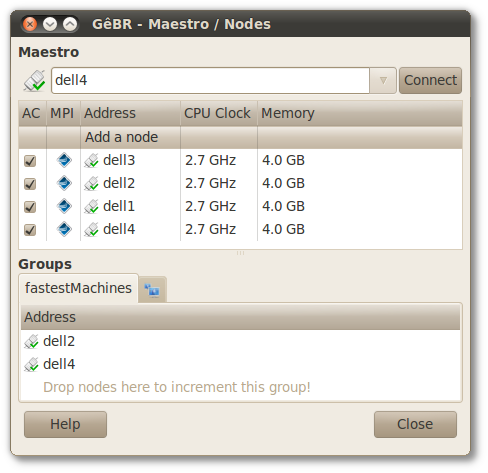 GêBR - Maestro / Nodes
Maestro
dell4 Connect
AC MPI Address CPU Clock Memory
Add a node
dell3 2.7 GHz 4.0 GB
dell2 2.7 GHz 4.0 GB
dell1 2.7 GHz 4.0 GB
dell4 2.7 GHz 4.0 GB
Groups
fastestMachines
Address
dell2
dell4
Drop nodes here to increment this group!
Help Close